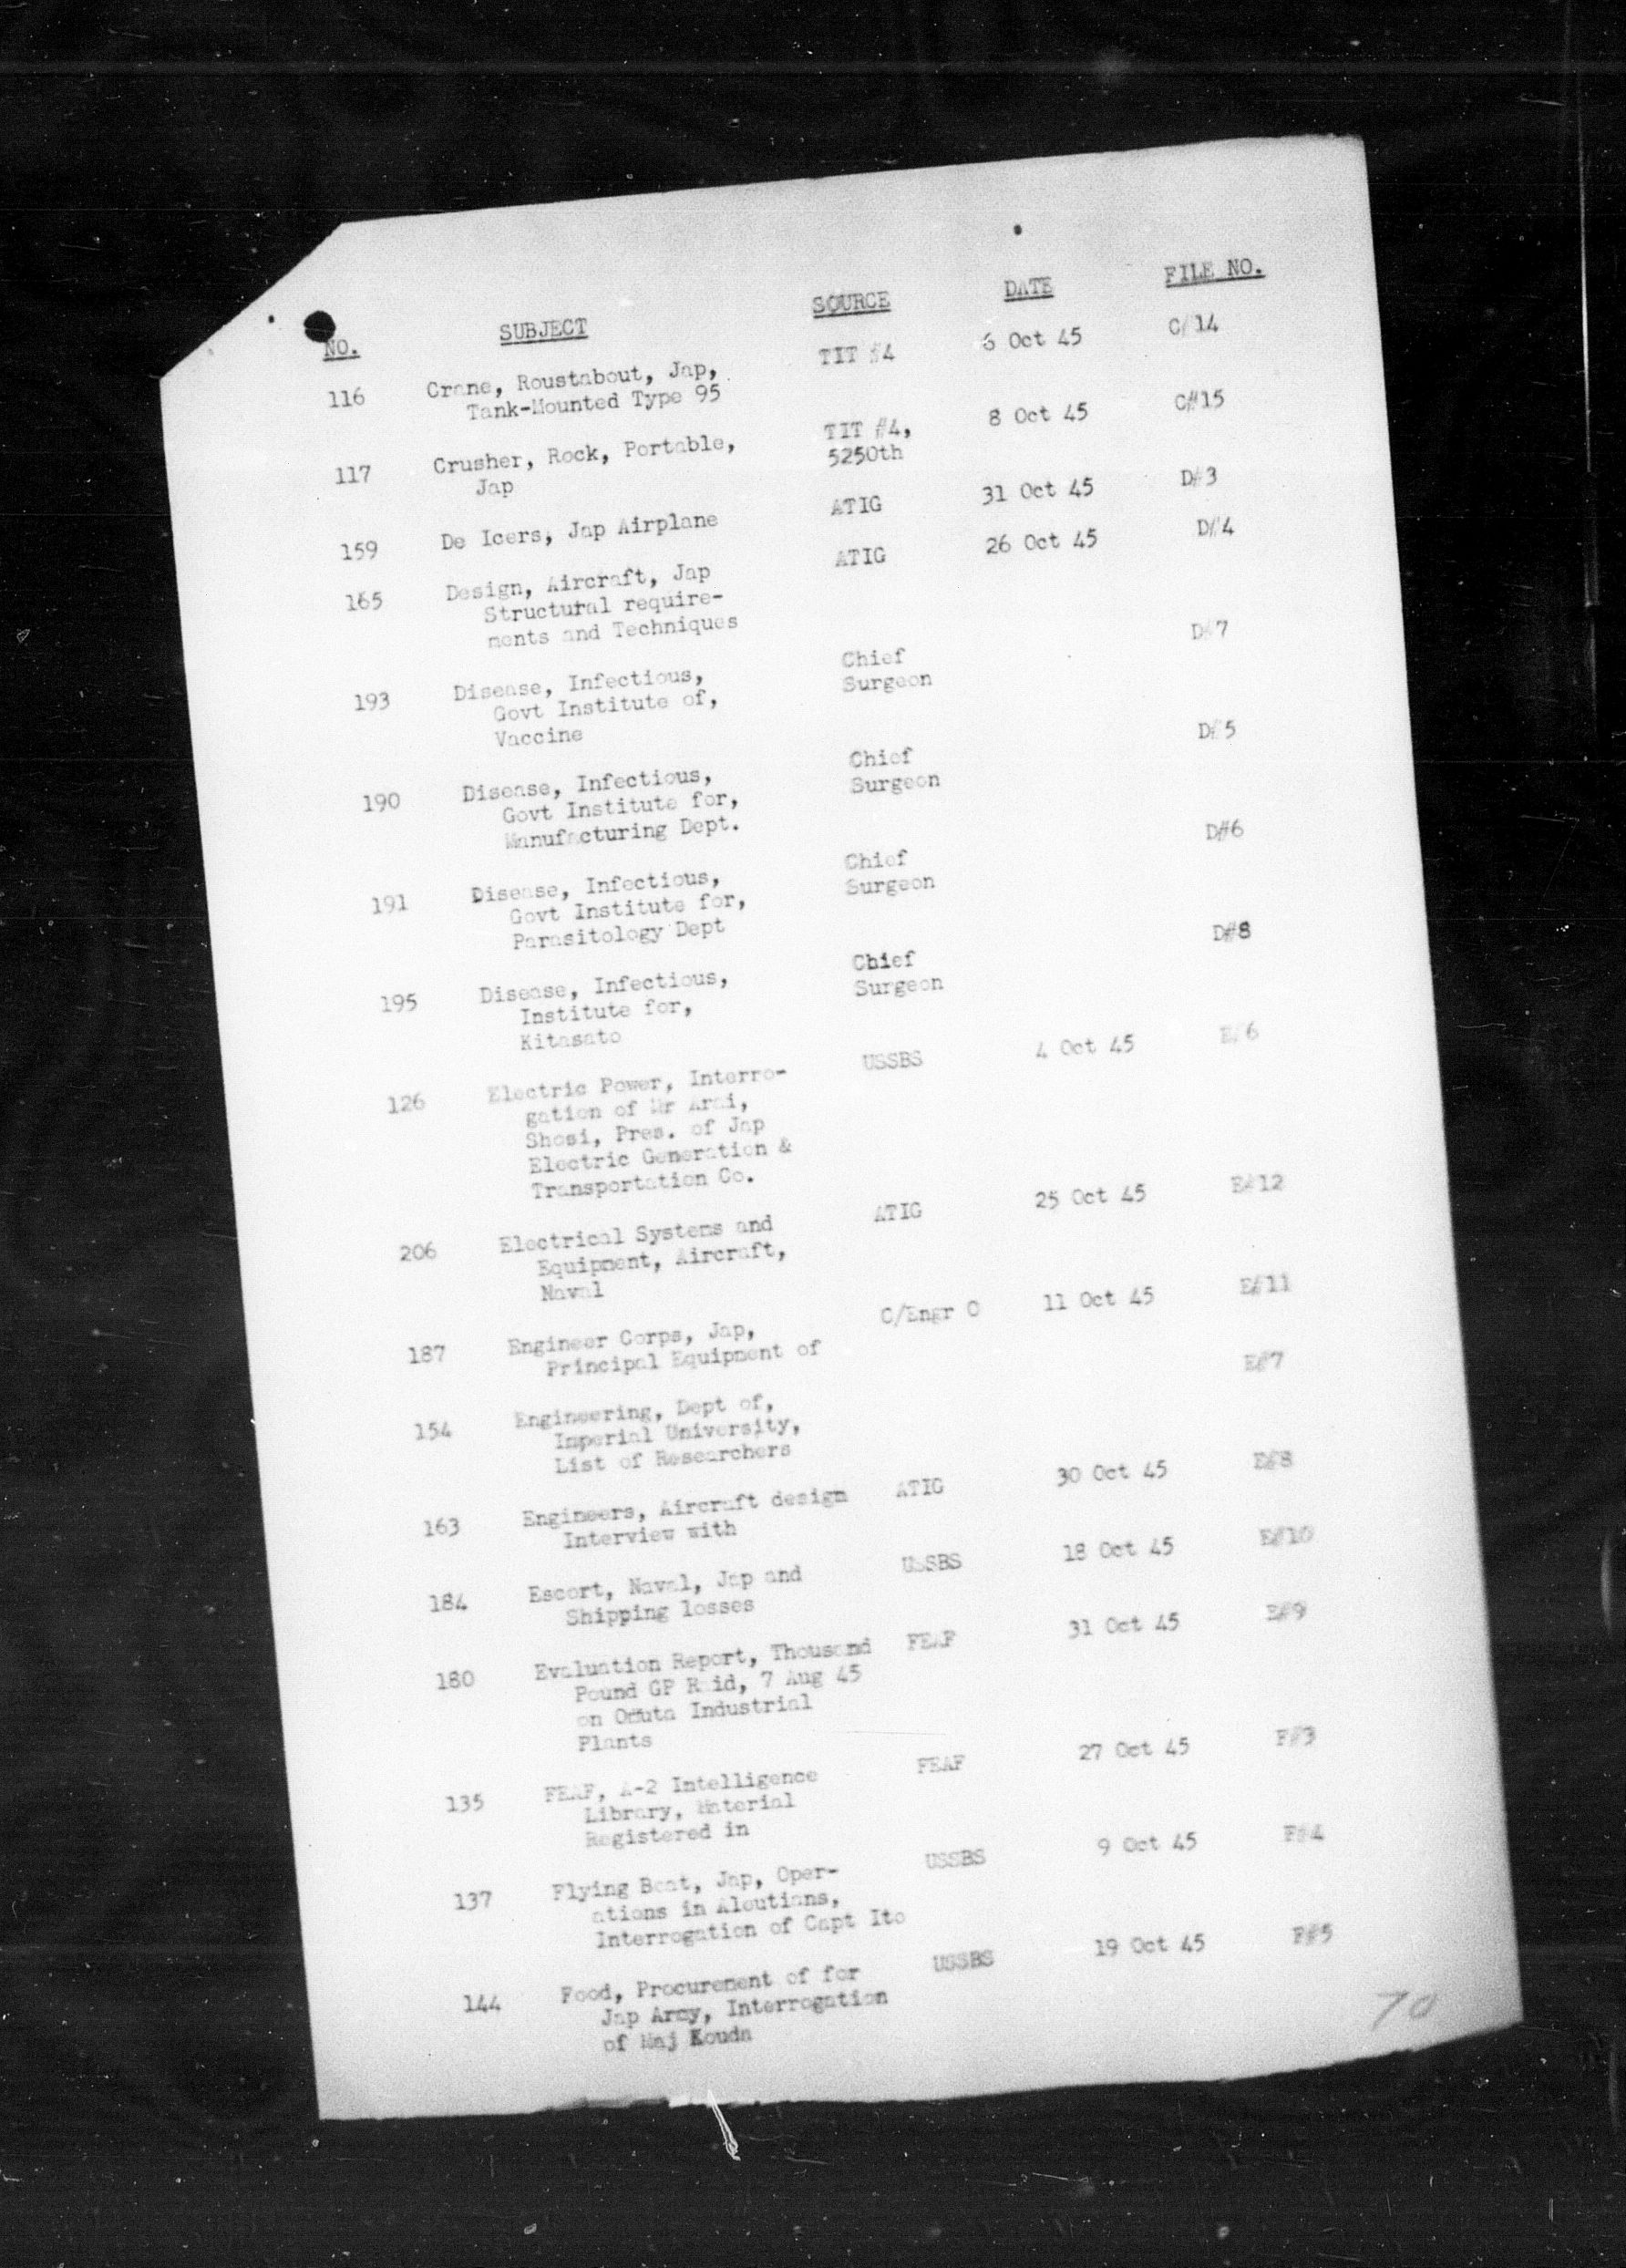 NO. SUBJECT SOURCE DATE FILE NO.
116 Crane, Roustabout, Jap, TIT #4 6 Oct 45 C#14
Tank-Mounted Type 95
117 Crusher, Rock, Portable, TIT #4, 8 Oct 45 C#15
Jap 5250th
159 De Icers, Jap Airplane ATIG 31 Oct 45 D#3
165 Design, Aircraft, Jap ATIG 26 Oct 45 D#4
Structural require-
ments and Techniques
193 Disease, Infectious, Chief D#7
Govt Institute of, Surgeon
Vaccine
190 Disease, Infectious, Chief D#5
Govt Institute for, Surgeon
Manufacturing Dept.
191 Disease, Infectious, Chief D#6
Govt Institute for, Surgeon
Parasitology Dept
195 Disease, Infectious, Chief D#8
Institute for, Surgeon
Kitasato
126 Electric Power, Interro- USSBS 4 Oct 45 E#6
gation of Mr Arai,
Shosi, Pres. of Jap
Electric Generation &
Transportation Co.
206 Electrical Systems and ATIG 25 Oct 45 E#12
Equipment, Aircraft,
Naval
187 Engineer Corps, Jap, C/Engr O 11 Oct 45 E#11
Principal Equipment of
154 Engineering, Dept of, E#7
Imperial University,
List of Researchers
163 Engineers, Aircraft design ATIG 30 Oct 45 E#8
Interview with
184 Escort, Naval, Jap and USSBS 18 Oct 45 E#10
Shipping losses
180 Evaluation Report, Thousand FEAF 31 Oct 45 E#9
Pound GP Raid, 7 Aug 45
on Omuta Industrial
Plants
135 FEAF, A-2 Intelligence FEAF 27 Oct 45 F#3
Library, Material
Registered in
137 Flying Boat, Jap, Oper- USSBS 9 Oct 45 F#4
ations in Aleutians,
Interrogation of Capt Ito
144 Food, Procurement of for USSBS 19 Oct 45 F#5
Jap Army, Interrogation
of Maj Kouda
70